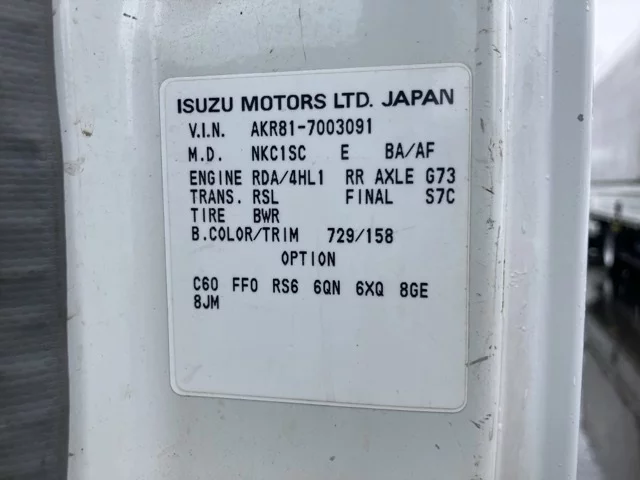 ISUZU MOTORS LTD. JAPAN
V.I.N. AKR81-7003091
M.D. NKC1SC E BA/AF
ENGINE RDA/4HL1 RR AXLE G73
TRANS. RSL FINAL S7C
TIRE BWR
B.COLOR/TRIM 729/158
OPTION
C60 FF0 RS6 6QN 6XQ 8GE
8JM